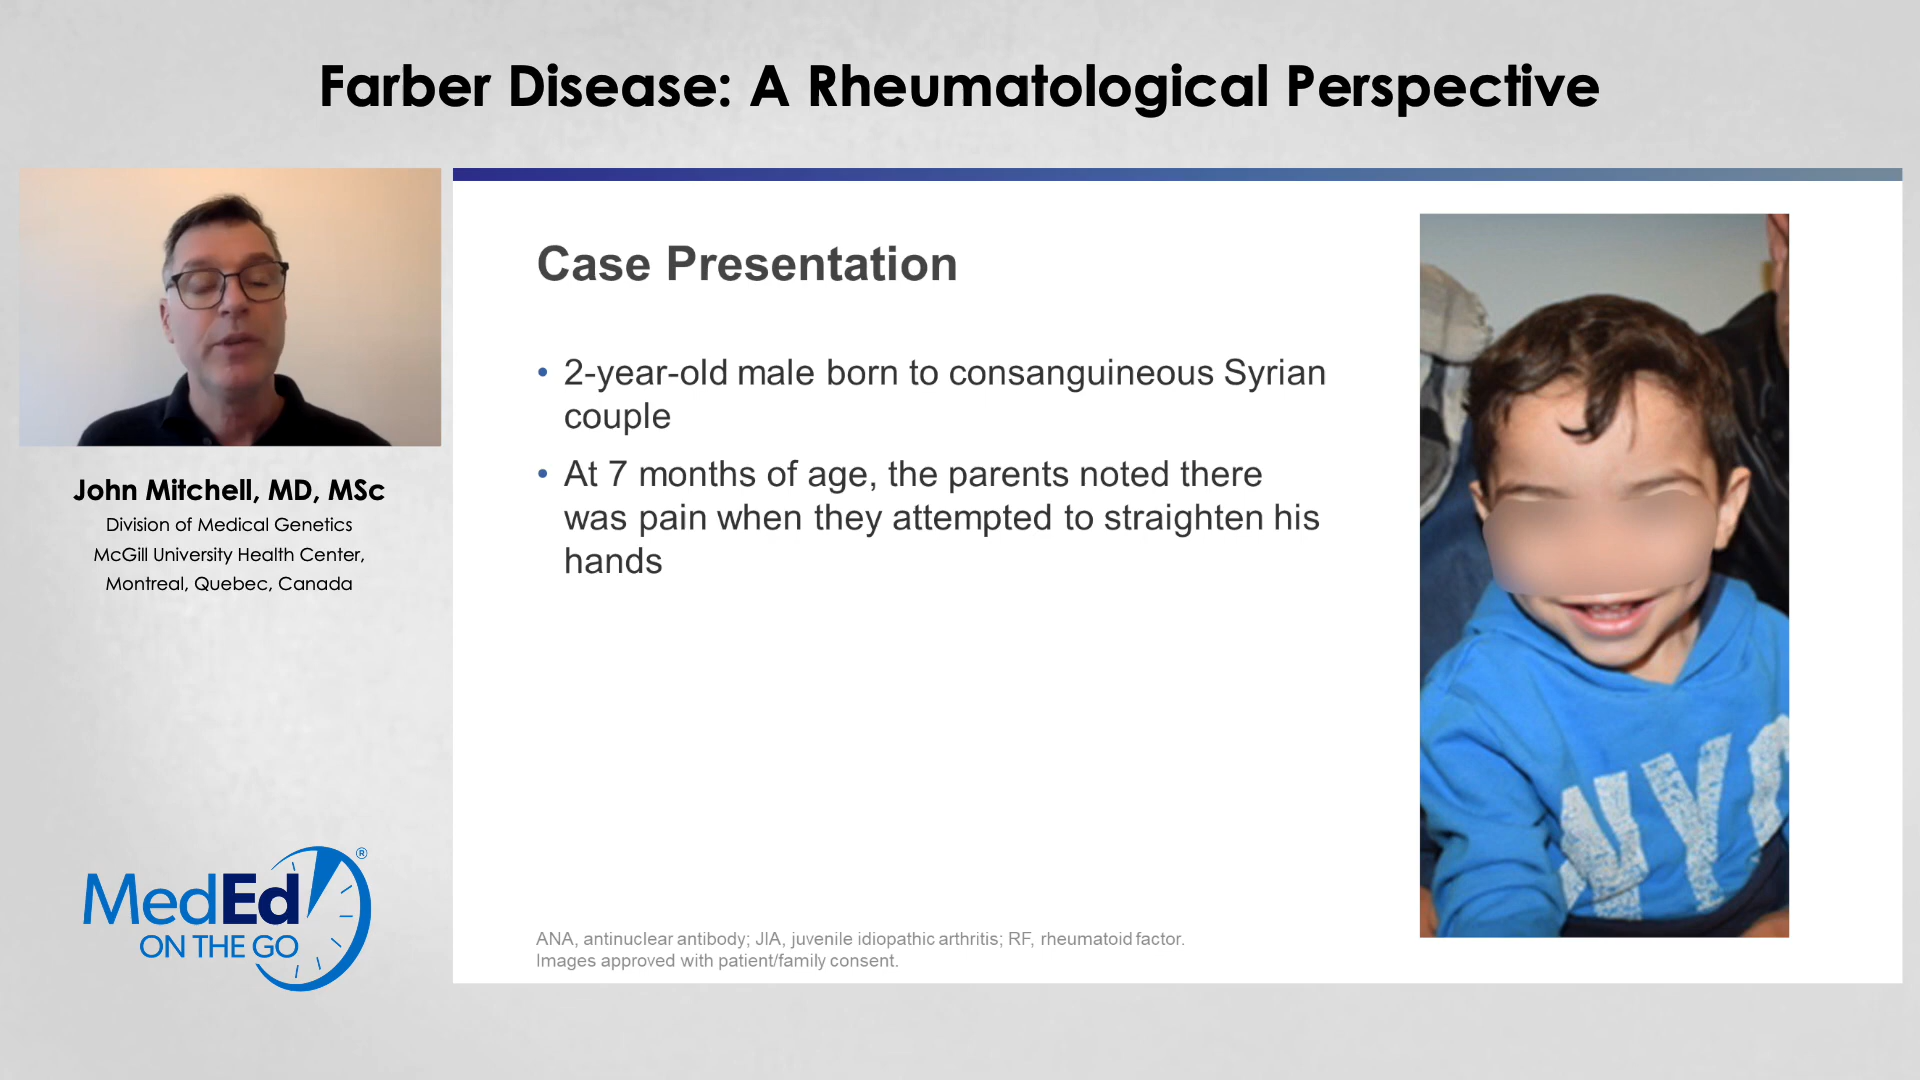 Farber Disease: A Rheumatological Perspective
John Mitchell, MD, MSc
Division of Medical Genetics
McGill University Health Center,
Montreal, Quebec, Canada
MedEd®
ON THE GO
Case Presentation
• 2-year-old male born to consanguineous Syrian
couple
• At 7 months of age, the parents noted there
was pain when they attempted to straighten his
hands
ANA, antinuclear antibody; JIA, juvenile idiopathic arthritis; RF, rheumatoid factor.
Images approved with patient/family consent.
NYC